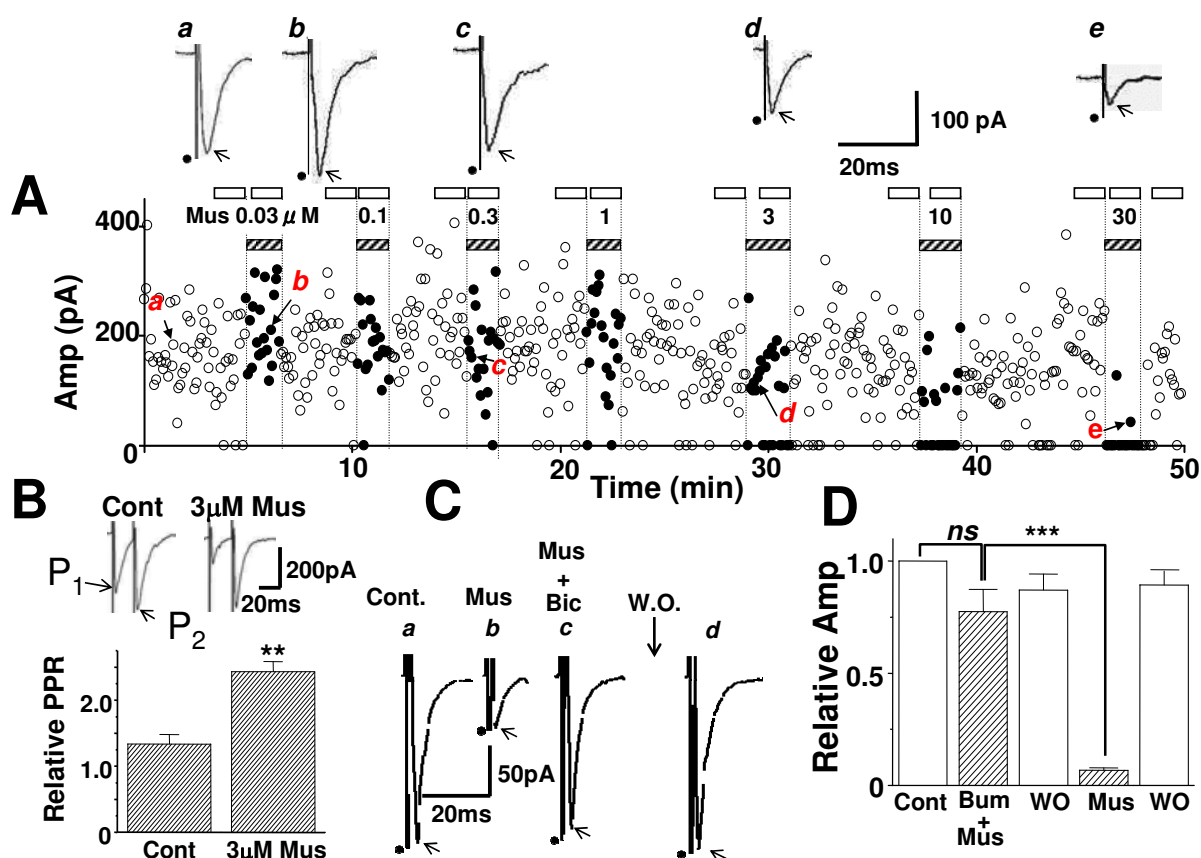 a b c d e
100 pA
20ms
A
Mus 0.03 μ M 0.1 0.3 1 3 10 30
400
200
0
Amp (pA)
a b c d e
0 10 20 30 40 50
Time (min)
B
Cont 3μM Mus
P1
P2
200pA
20ms
**
2.0
1.0
0
Relative PPR
Cont 3μM Mus
C
Cont. Mus Mus + Bic W.O.
a b c d
50pA
20ms
D
ns ***
1.0
0.5
0
Relative Amp
Cont Bum + Mus WO Mus WO